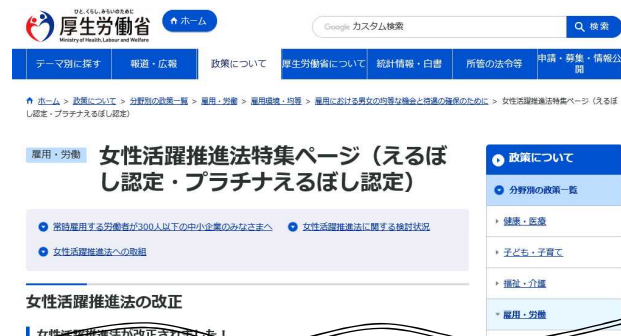 ひと、くらし、みらいのために
厚生労働省
Ministry of Health, Labour and Welfare
ホーム
Google カスタム検索
検索
テーマ別に探す 報道・広報 政策について 厚生労働省について 統計情報・白書 所管の法令等 申請・募集・情報公開
ホーム > 政策について > 分野別の政策一覧 > 雇用・労働 > 雇用環境・均等 > 雇用における男女の均等な機会と待遇の確保のために > 女性活躍推進法特集ページ（えるぼ
し認定・プラチナえるぼし認定）
雇用・労働 女性活躍推進法特集ページ（えるぼ
し認定・プラチナえるぼし認定）
常時雇用する労働者が300人以下の中小企業のみなさまへ 女性活躍推進法に関する検討状況
女性活躍推進法への取組
女性活躍推進法の改正
女性活躍推進法が改正されました！
政策について
分野別の政策一覧
健康・医療
子ども・子育て
福祉・介護
雇用・労働